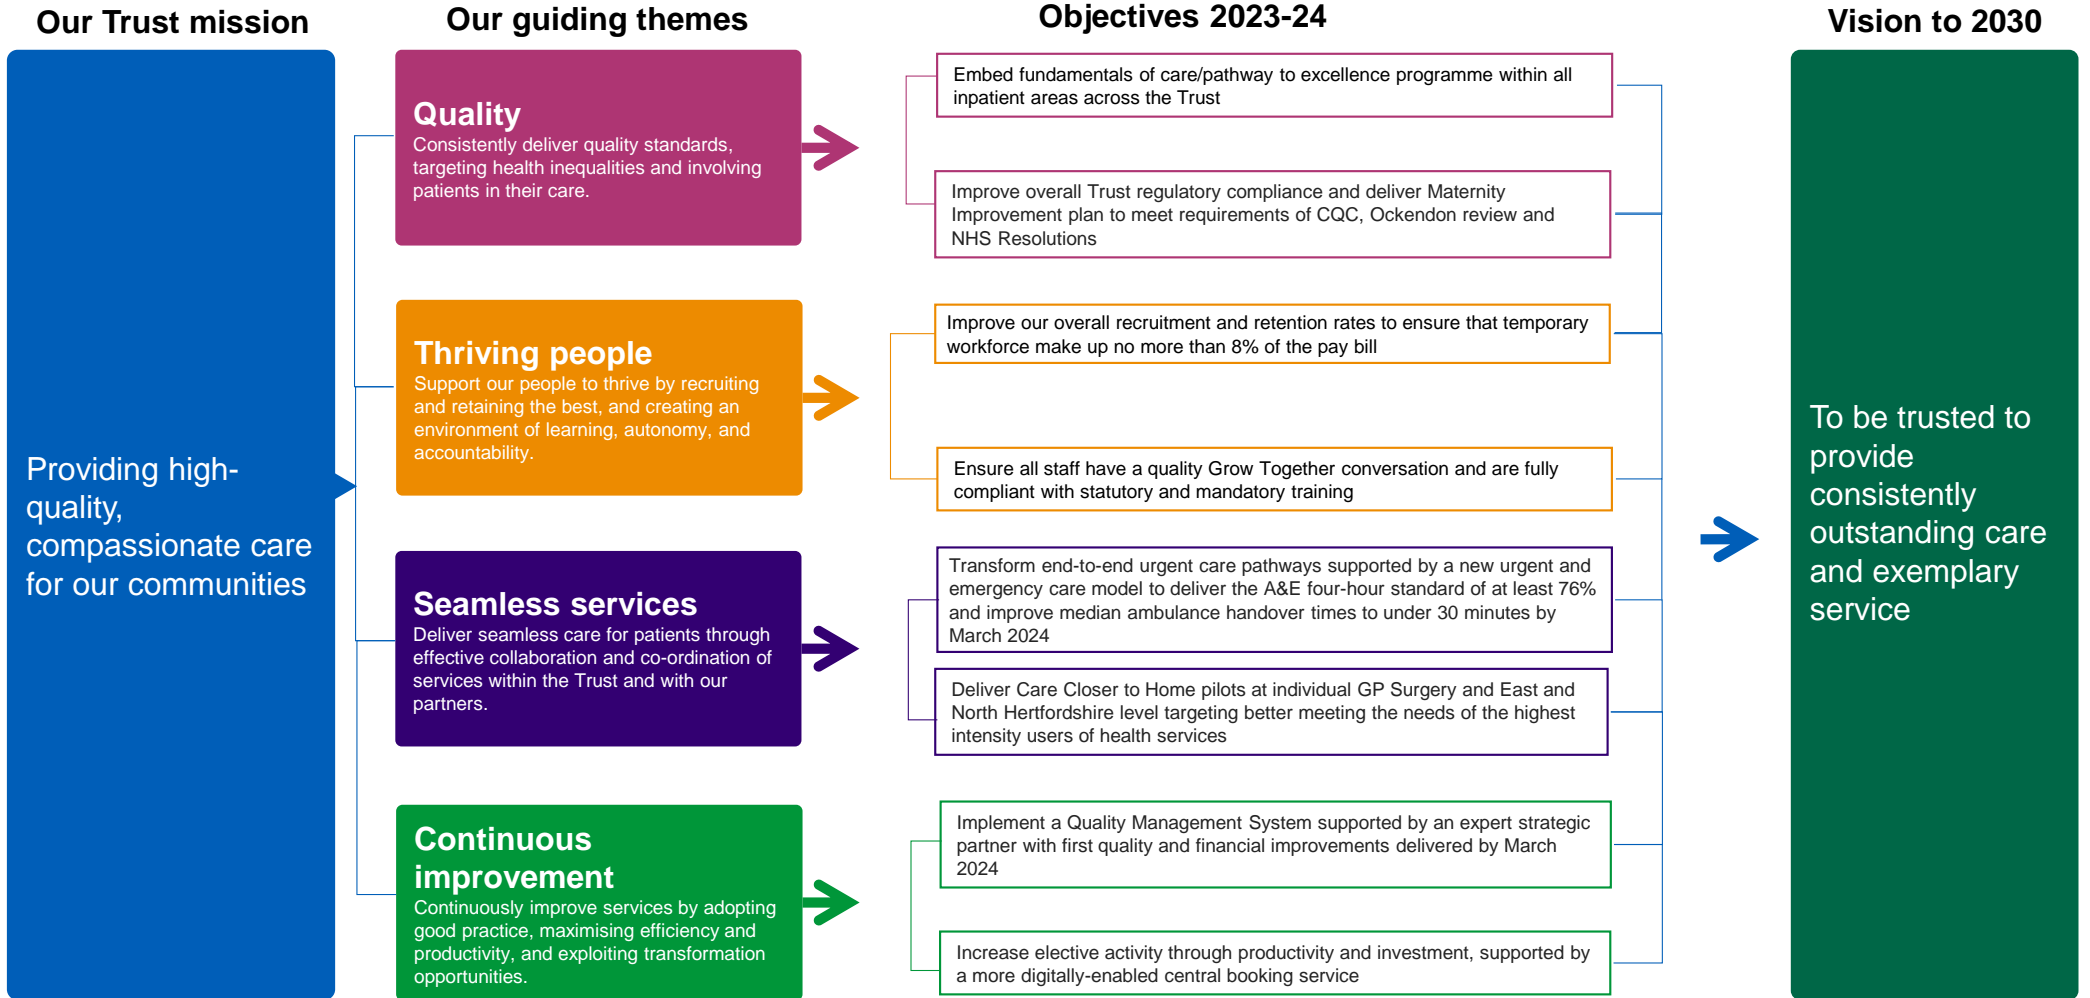 Our Trust mission
Our guiding themes
Objectives 2023-24
Vision to 2030
Providing high-
quality,
compassionate care
for our communities
Quality
Consistently deliver quality standards,
targeting health inequalities and involving
patients in their care.
Thriving people
Support our people to thrive by recruiting
and retaining the best, and creating an
environment of learning, autonomy, and
accountability.
Seamless services
Deliver seamless care for patients through
effective collaboration and co-ordination of
services within the Trust and with our
partners.
Continuous
improvement
Continuously improve services by adopting
good practice, maximising efficiency and
productivity, and exploiting transformation
opportunities.
Embed fundamentals of care/pathway to excellence programme within all
inpatient areas across the Trust
Improve overall Trust regulatory compliance and deliver Maternity
Improvement plan to meet requirements of CQC, Ockendon review and
NHS Resolutions
Improve our overall recruitment and retention rates to ensure that temporary
workforce make up no more than 8% of the pay bill
Ensure all staff have a quality Grow Together conversation and are fully
compliant with statutory and mandatory training
Transform end-to-end urgent care pathways supported by a new urgent and
emergency care model to deliver the A&E four-hour standard of at least 76%
and improve median ambulance handover times to under 30 minutes by
March 2024
Deliver Care Closer to Home pilots at individual GP Surgery and East and
North Hertfordshire level targeting better meeting the needs of the highest
intensity users of health services
Implement a Quality Management System supported by an expert strategic
partner with first quality and financial improvements delivered by March
2024
Increase elective activity through productivity and investment, supported by
a more digitally-enabled central booking service
To be trusted to
provide
consistently
outstanding care
and exemplary
service